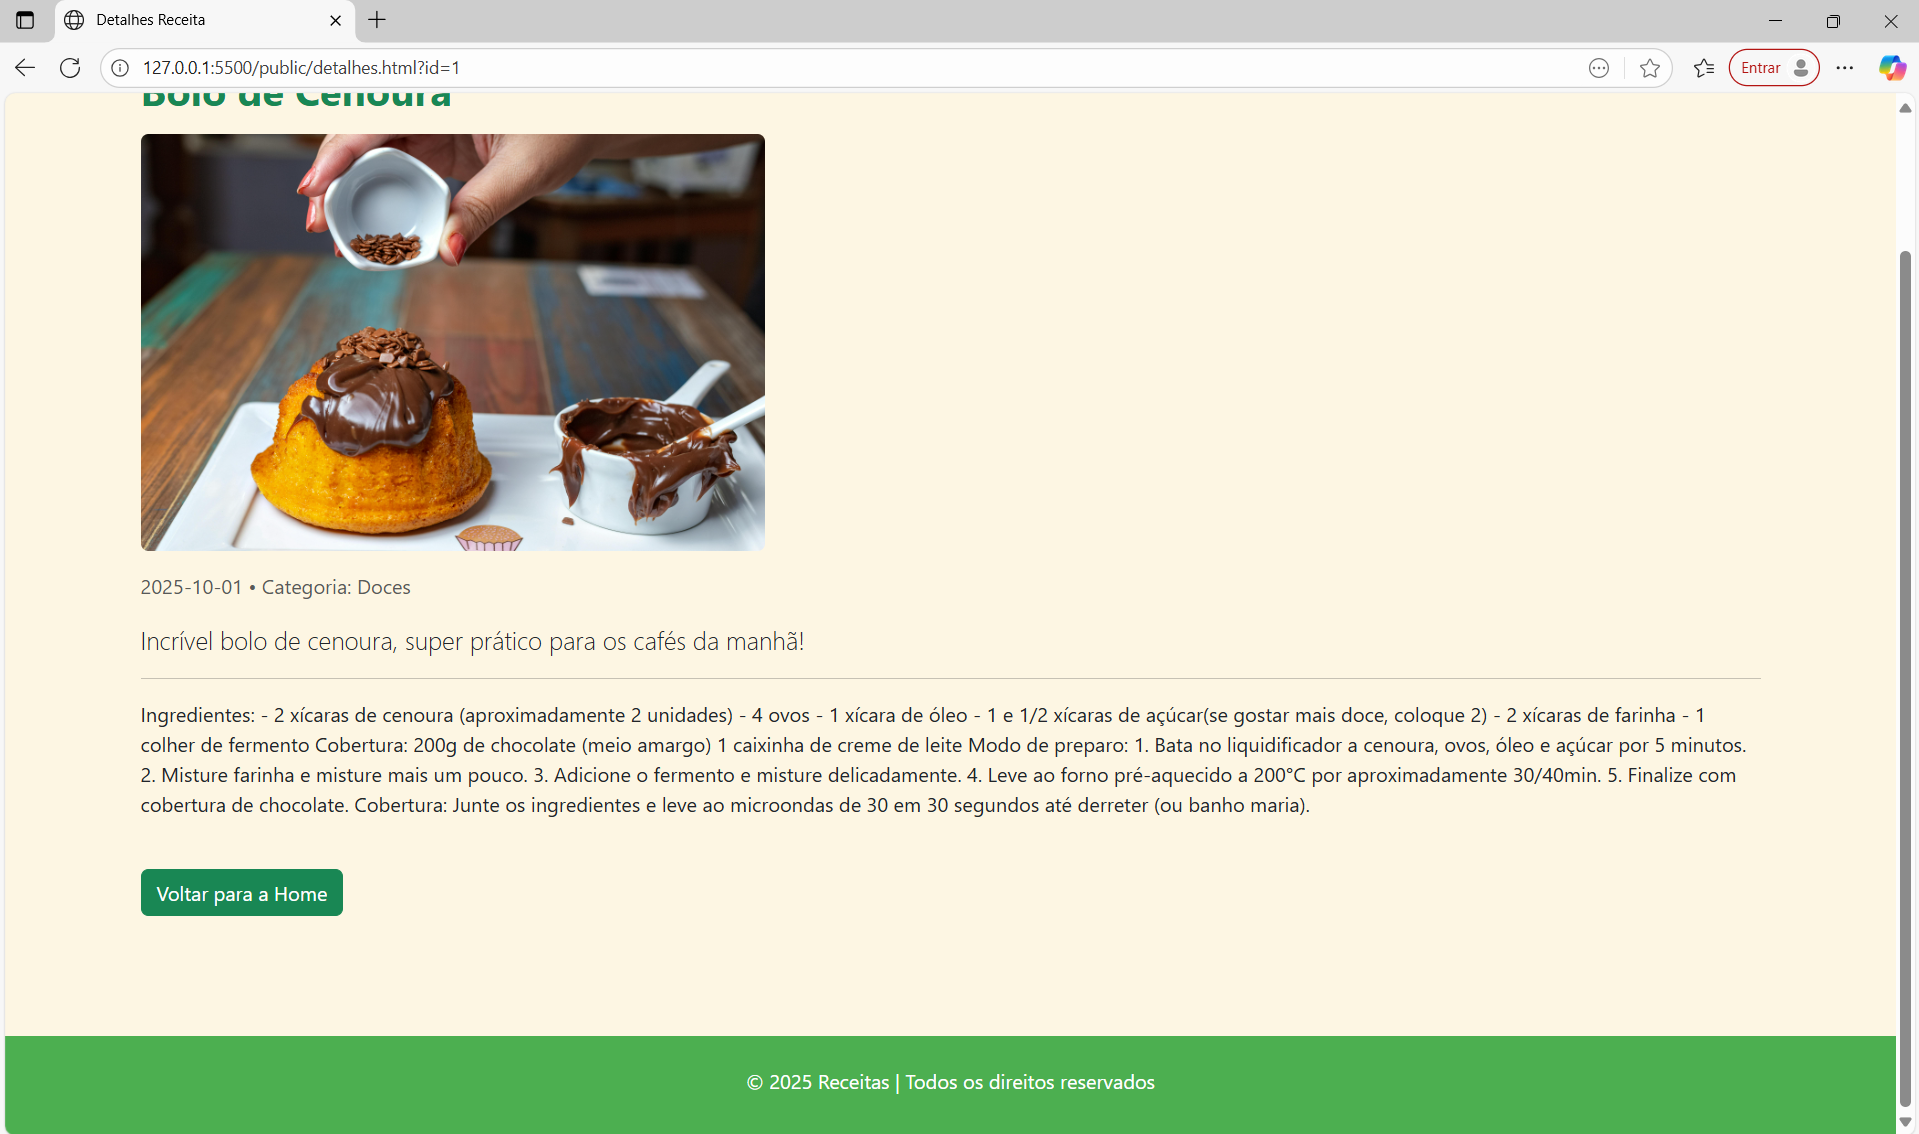 Detalhes Receita
127.0.0.1:5500/public/detalhes.html?id=1
Entrar
Bolo de Cenoura
2025-10-01 • Categoria: Doces
Incrível bolo de cenoura, super prático para os cafés da manhã!
Ingredientes: - 2 xícaras de cenoura (aproximadamente 2 unidades) - 4 ovos - 1 xícara de óleo - 1 e 1/2 xícaras de açúcar(se gostar mais doce, coloque 2) - 2 xícaras de farinha - 1
colher de fermento Cobertura: 200g de chocolate (meio amargo) 1 caixinha de creme de leite Modo de preparo: 1. Bata no liquidificador a cenoura, ovos, óleo e açúcar por 5 minutos.
2. Misture farinha e misture mais um pouco. 3. Adicione o fermento e misture delicadamente. 4. Leve ao forno pré-aquecido a 200°C por aproximadamente 30/40min. 5. Finalize com
cobertura de chocolate. Cobertura: Junte os ingredientes e leve ao microondas de 30 em 30 segundos até derreter (ou banho maria).
Voltar para a Home
© 2025 Receitas | Todos os direitos reservados